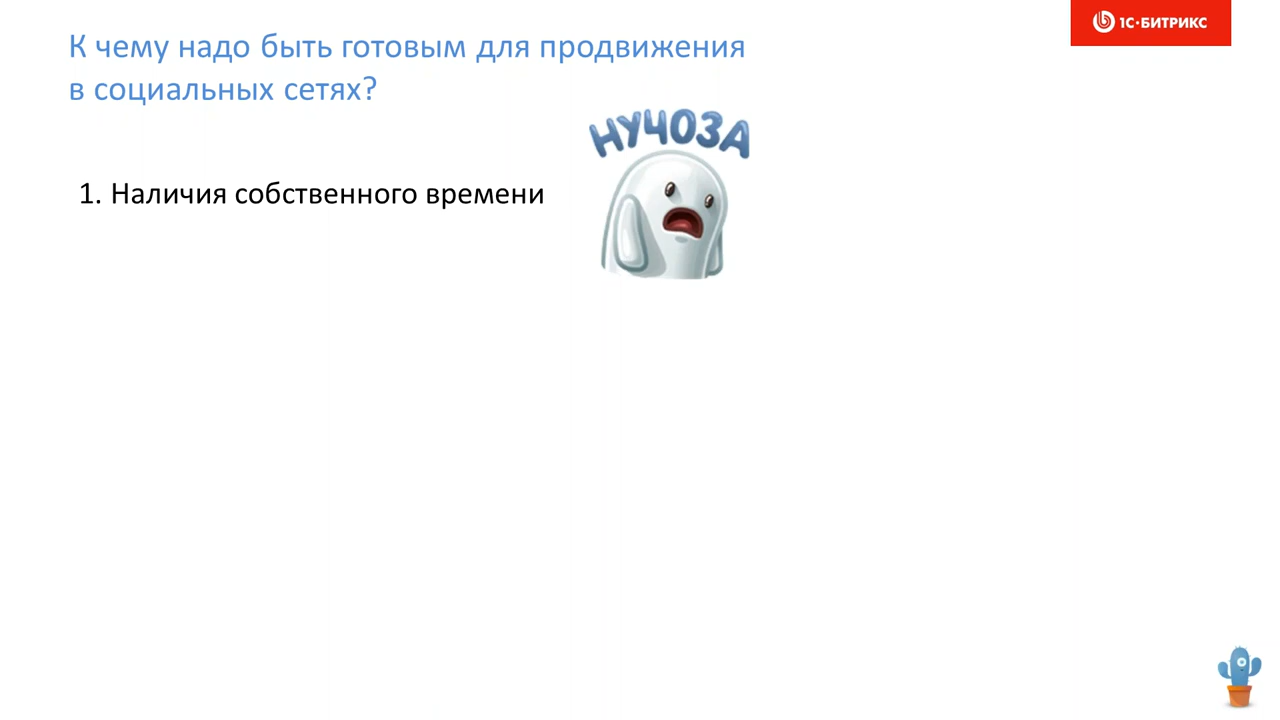 К чему надо быть готовым для продвижения
в социальных сетях?
1С·БИТРИКС
НУЧОЗА
1. Наличия собственного времени